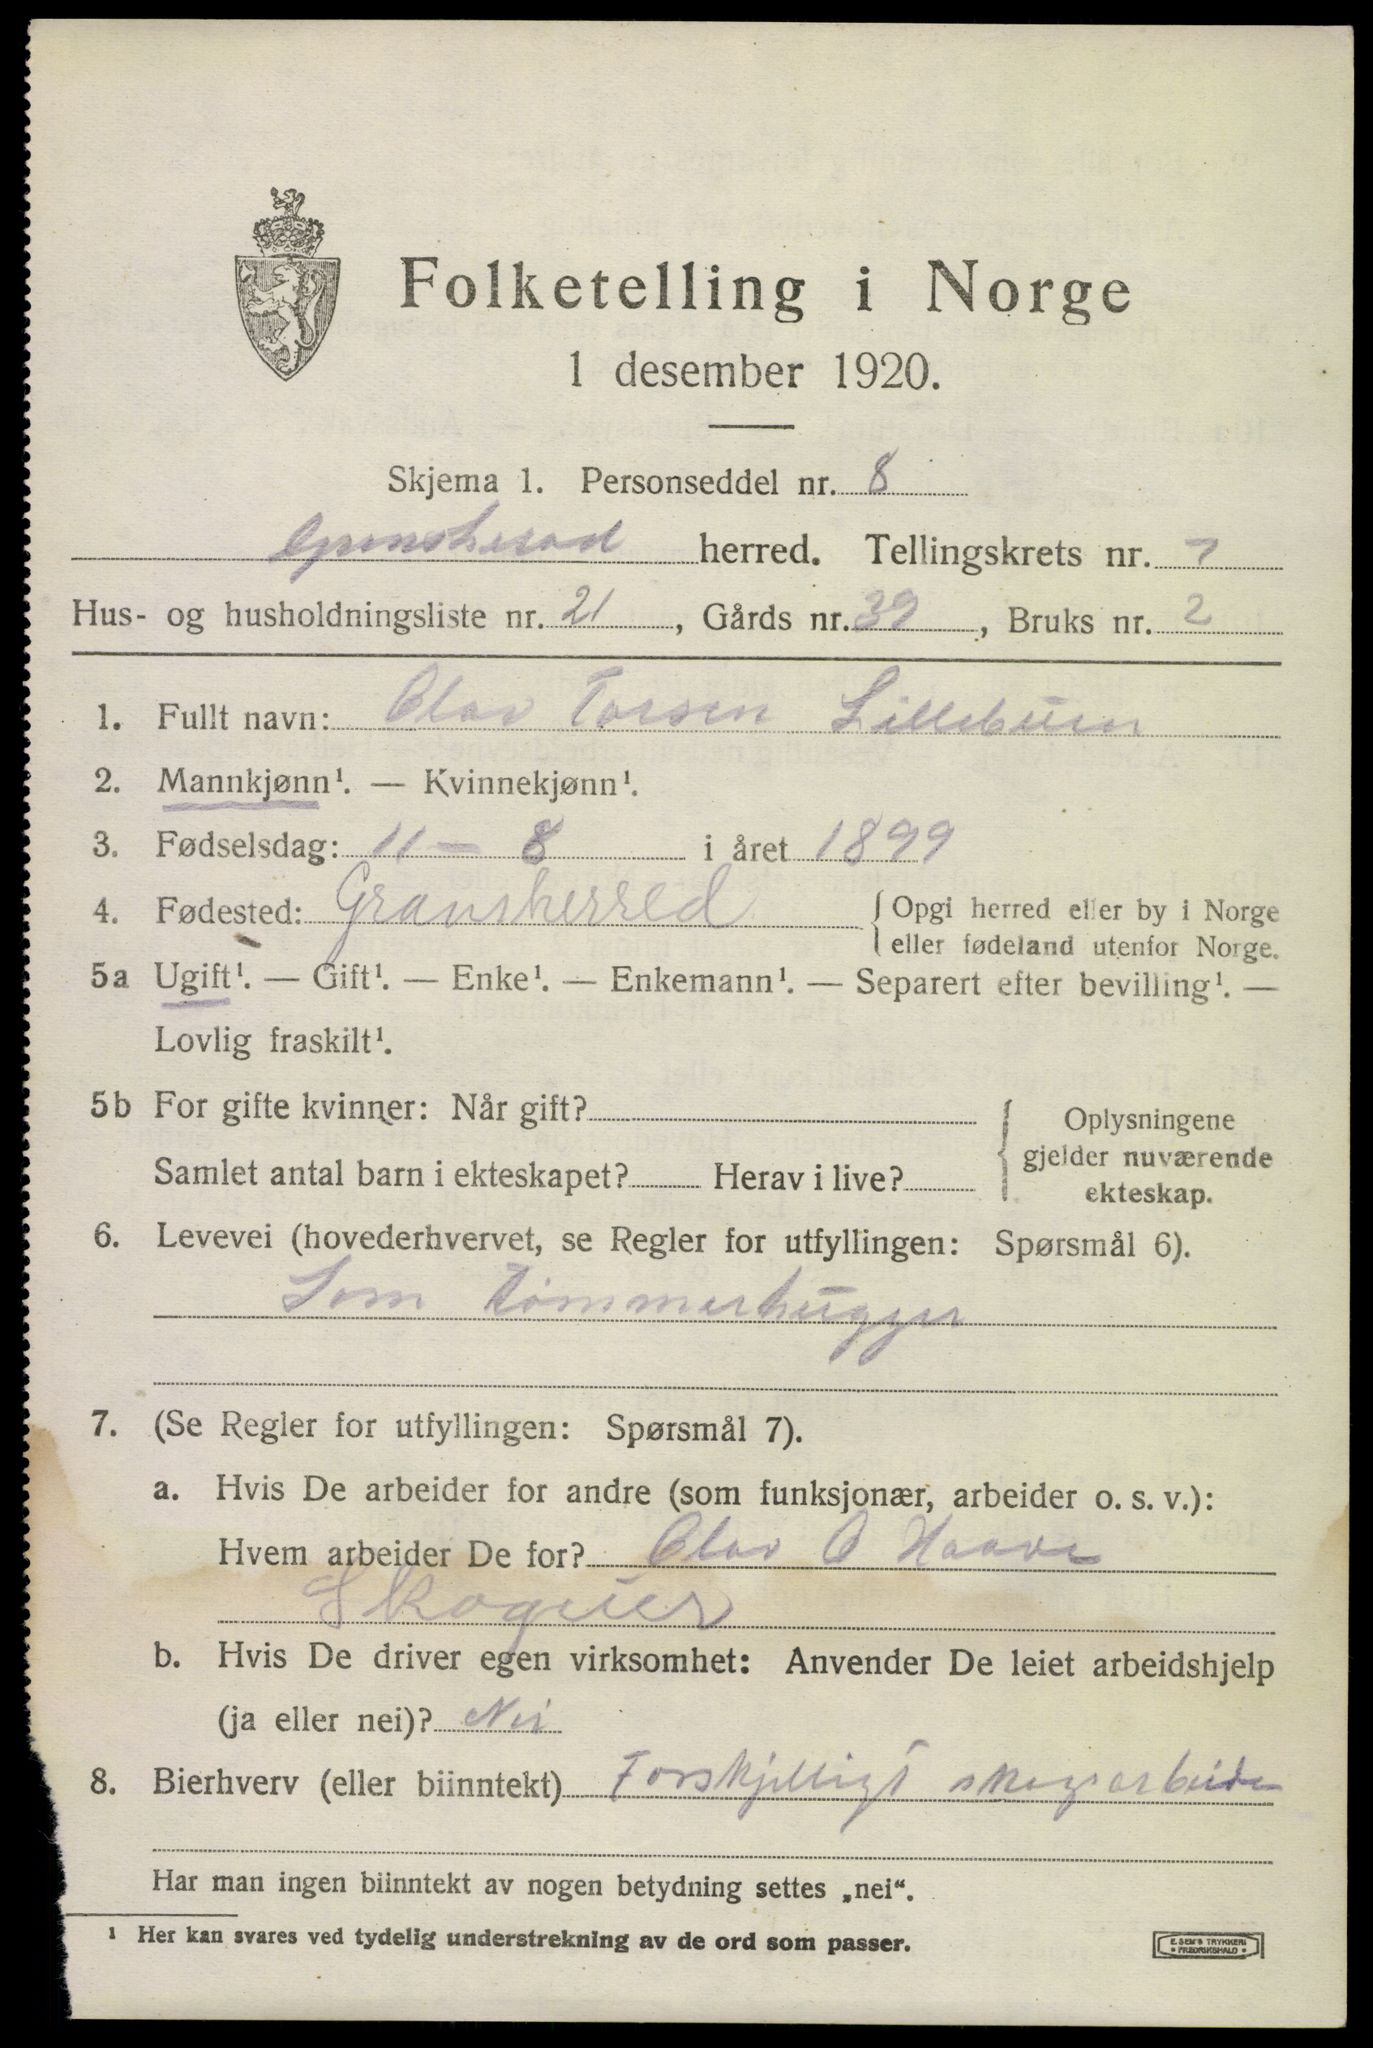 Folketelling i Norge
1 desember 1920.
Skjema 1. Personseddel nr. 8
Gransherad herred. Tellingskrets nr. 7
Hus- og husholdningsliste nr. 21, Gårds nr. 39, Bruks nr. 2
1. Fullt navn: Olav Torsen Lillebuen
2. Mannkjønn¹. — Kvinnekjønn¹.
3. Fødselsdag: 11 - 8 i året 1899
4. Fødested: Gransherred { Opgi herred eller by i Norge
eller fødeland utenfor Norge.
5a Ugift¹. — Gift¹. — Enke¹. — Enkemann¹. — Separert efter bevilling¹. —
Lovlig fraskilt¹.
5b For gifte kvinner: Når gift? { Oplysningene
gjelder nuværende
Samlet antal barn i ekteskapet? Herav i live?
ekteskap.
6. Levevei (hovederhvervet, se Regler for utfyllingen: Spørsmål 6).
Som Tømmerhugger
7. (Se Regler for utfyllingen: Spørsmål 7).
a. Hvis De arbeider for andre (som funksjonær, arbeider o. s. v.):
Hvem arbeider De for? Olav O Haave
Skogeier
b. Hvis De driver egen virksomhet: Anvender De leiet arbeidshjelp
(ja eller nei)? Nei
8. Bierhverv (eller biinntekt) Forskjelligt skogsarbeide
Har man ingen biinntekt av nogen betydning settes „nei".
¹ Her kan svares ved tydelig understrekning av de ord som passer.
E. SEM'S TRYKKERI
FREDRIKSHALD